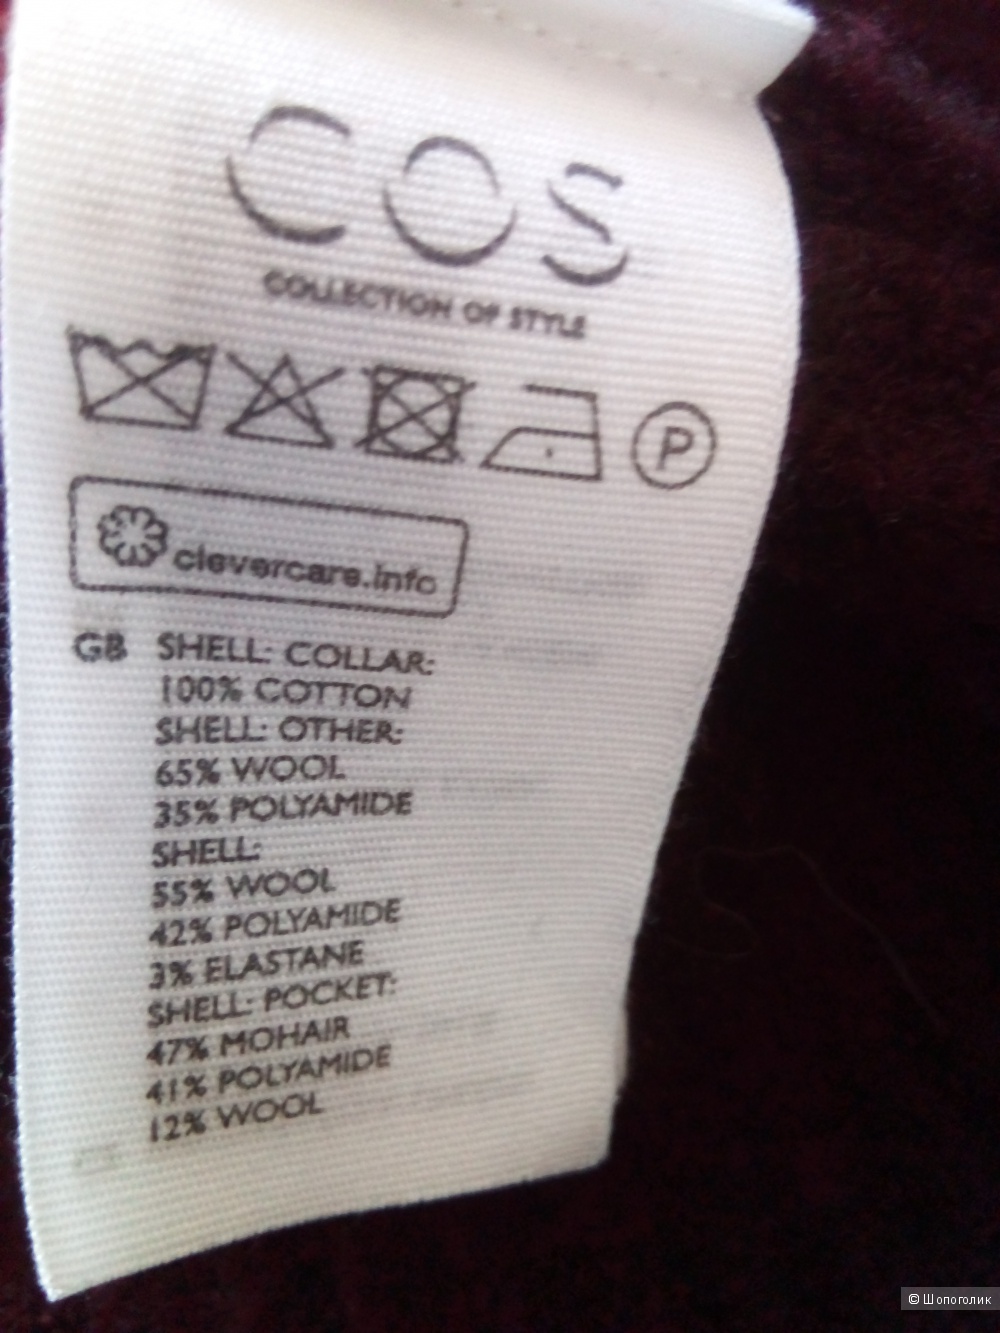 COS
COLLECTION OF STYLE
P
clevercare.info
GB SHELL: COLLAR:
100% COTTON
SHELL: OTHER:
65% WOOL
35% POLYAMIDE
SHELL:
55% WOOL
42% POLYAMIDE
3% ELASTANE
SHELL: POCKET:
47% MOHAIR
41% POLYAMIDE
12% WOOL
© Шопоголик